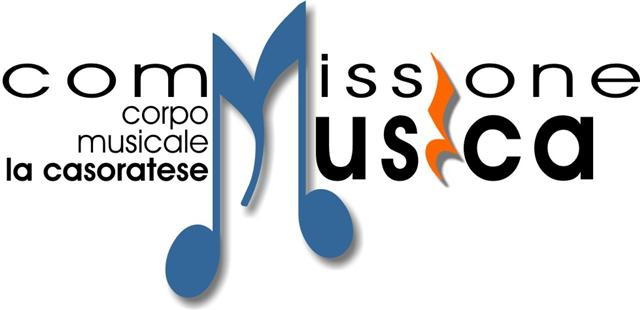 commissione
corpo
musicale
la casoratese
Musica